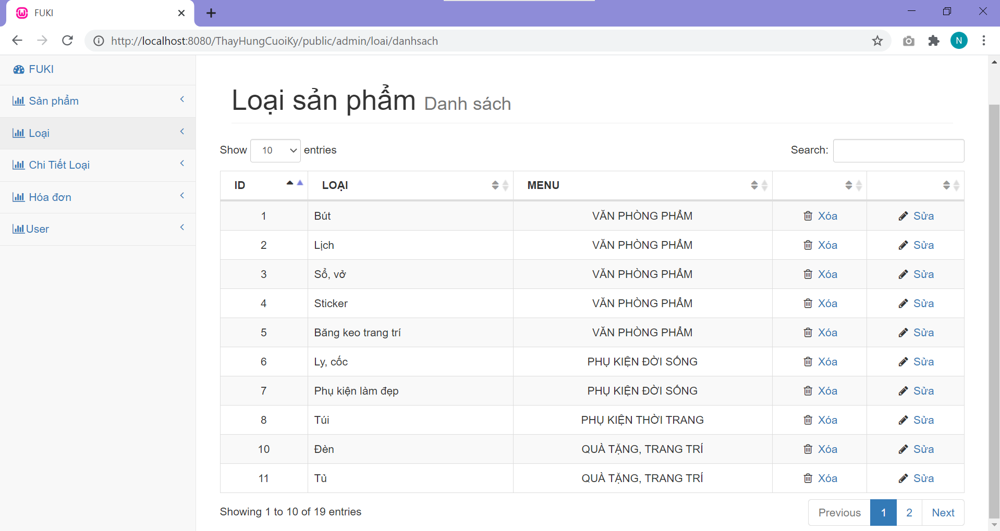 FUKI
http://localhost:8080/ThayHungCuoiKy/public/admin/loai/danhsach
N
FUKI
Sản phẩm
Loại
Chi Tiết Loại
Hóa đơn
User
Loại sản phẩm Danh sách
Show 10 entries
Search:
ID LOẠI MENU
1 Bút VĂN PHÒNG PHẨM Xóa Sửa
2 Lịch VĂN PHÒNG PHẨM Xóa Sửa
3 Sổ, vở VĂN PHÒNG PHẨM Xóa Sửa
4 Sticker VĂN PHÒNG PHẨM Xóa Sửa
5 Băng keo trang trí VĂN PHÒNG PHẨM Xóa Sửa
6 Ly, cốc PHỤ KIỆN ĐỜI SỐNG Xóa Sửa
7 Phụ kiện làm đẹp PHỤ KIỆN ĐỜI SỐNG Xóa Sửa
8 Túi PHỤ KIỆN THỜI TRANG Xóa Sửa
10 Đèn QUÀ TẶNG, TRANG TRÍ Xóa Sửa
11 Tủ QUÀ TẶNG, TRANG TRÍ Xóa Sửa
Showing 1 to 10 of 19 entries
Previous 1 2 Next